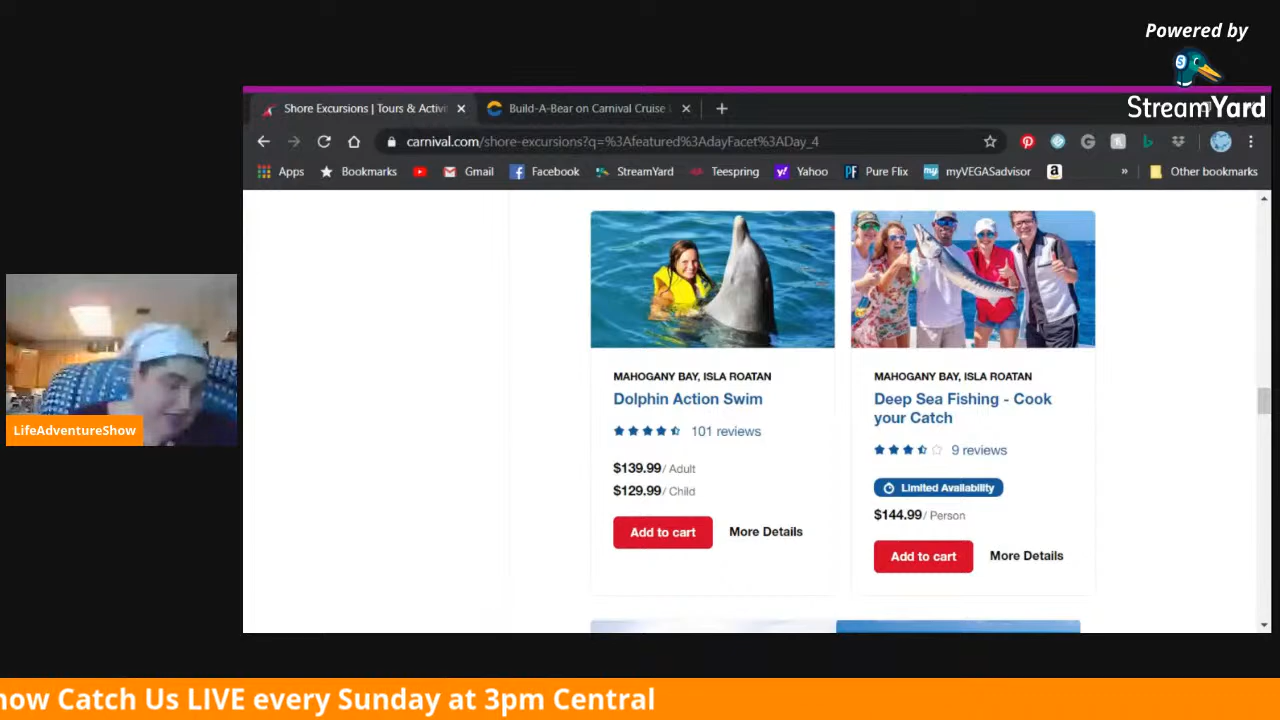 Powered by
StreamYard
Shore Excursions | Tours & Activi
Build-A-Bear on Carnival Cruise
carnival.com/shore-excursions?q=%3Afeatured%3AdayFacet%3ADay_4
Apps
Bookmarks
Gmail
Facebook
StreamYard
Teespring
Yahoo
PF Pure Flix
my myVEGASadvisor
a
»
Other bookmarks
MAHOGANY BAY, ISLA ROATAN
Dolphin Action Swim
101 reviews
$139.99/ Adult
$129.99/ Child
Add to cart
More Details
MAHOGANY BAY, ISLA ROATAN
Deep Sea Fishing - Cook
your Catch
9 reviews
Limited Availability
$144.99/ Person
Add to cart
More Details
LifeAdventureShow
now Catch Us LIVE every Sunday at 3pm Central